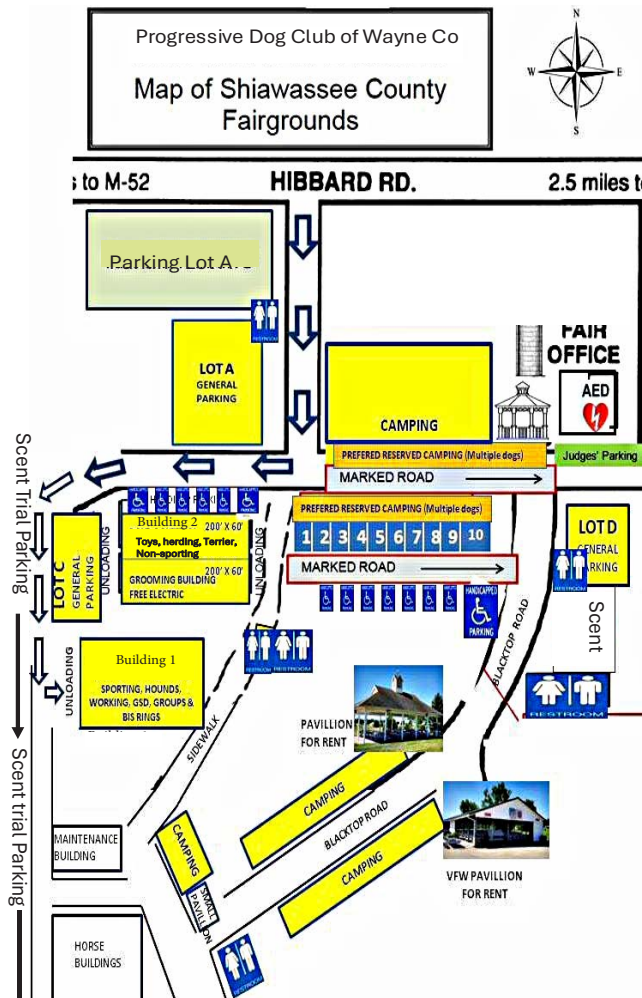 Progressive Dog Club of Wayne Co
Map of Shiawassee County
Fairgrounds
N
W
E
S
s to M-52
HIBBARD RD.
2.5 miles to
Parking Lot A.
RESTROOM
LOT A
GENERAL
PARKING
CAMPING
FAIR
OFFICE
AED
PREFERED RESERVED CAMPING (Multiple dogs)
Judges' Parking
MARKED ROAD
Scent Trial Parking
PREFERED RESERVED CAMPING (Multiple dogs)
1 2 3 4 5 6 7 8 9 10
MARKED ROAD
LOT C
GENERAL
PARKING
UNLOADING
Building 2
200' X 60'
Toys, herding, Terrier,
Non-sporting
200' X 60'
GROOMING BUILDING
FREE ELECTRIC
UNLOADING
LOT D
GENERAL
PARKING
RESTROOM
Scent
HANDICAPPED
PARKING
BLACKTOP ROAD
RESTROOM
RESTROOM
RESTROOM
UNLOADING
Building 1
SPORTING, HOUNDS,
WORKING, GSD, GROUPS &
BIS RINGS
SIDEWALK
PAVILLION
FOR RENT
CAMPING
BLACKTOP ROAD
CAMPING
VFW PAVILLION
FOR RENT
CAMPING
SMALL
PAVILLION
MAINTENANCE
BUILDING
Scent trial Parking
HORSE
BUILDINGS
RESTROOM